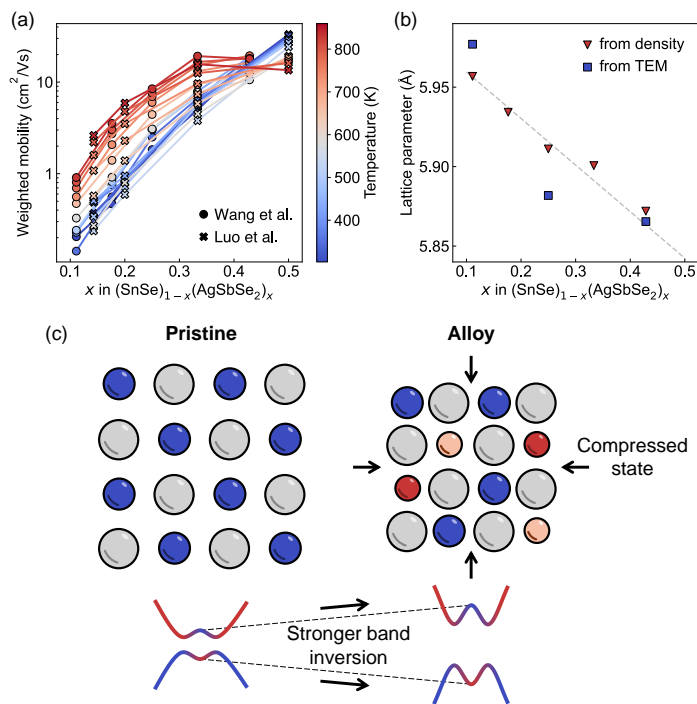 (a)
Weighted mobility (cm²/Vs)
10
1
0.1 0.2 0.3 0.4 0.5
x in (SnSe)₁₋ₓ(AgSbSe₂)ₓ
Wang et al.
Luo et al.
800
700
600
500
400
300
Temperature (K)
(b)
Lattice parameter (Å)
5.95
5.90
5.85
0.1 0.2 0.3 0.4 0.5
x in (SnSe)₁₋ₓ(AgSbSe₂)ₓ
from density
from TEM
(c)
Pristine
Alloy
Compressed
state
Stronger band
inversion